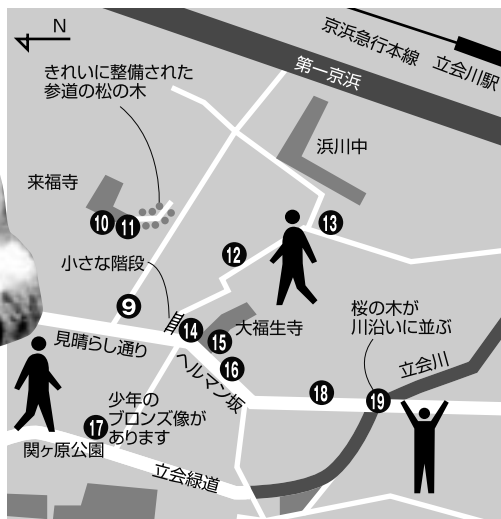 N
京浜急行本線
立会川駅
第一京浜
きれいに整備された
参道の松の木
浜川中
来福寺
⑩
⑪
⑬
⑫
小さな階段
⑨
⑭
⑮
大福生寺
桜の木が
川沿いに並ぶ
見晴らし通り
⑯
ヘルマン坂
立会川
⑱
⑲
少年の
ブロンズ像が
あります
⑰
関ヶ原公園
立会緑道